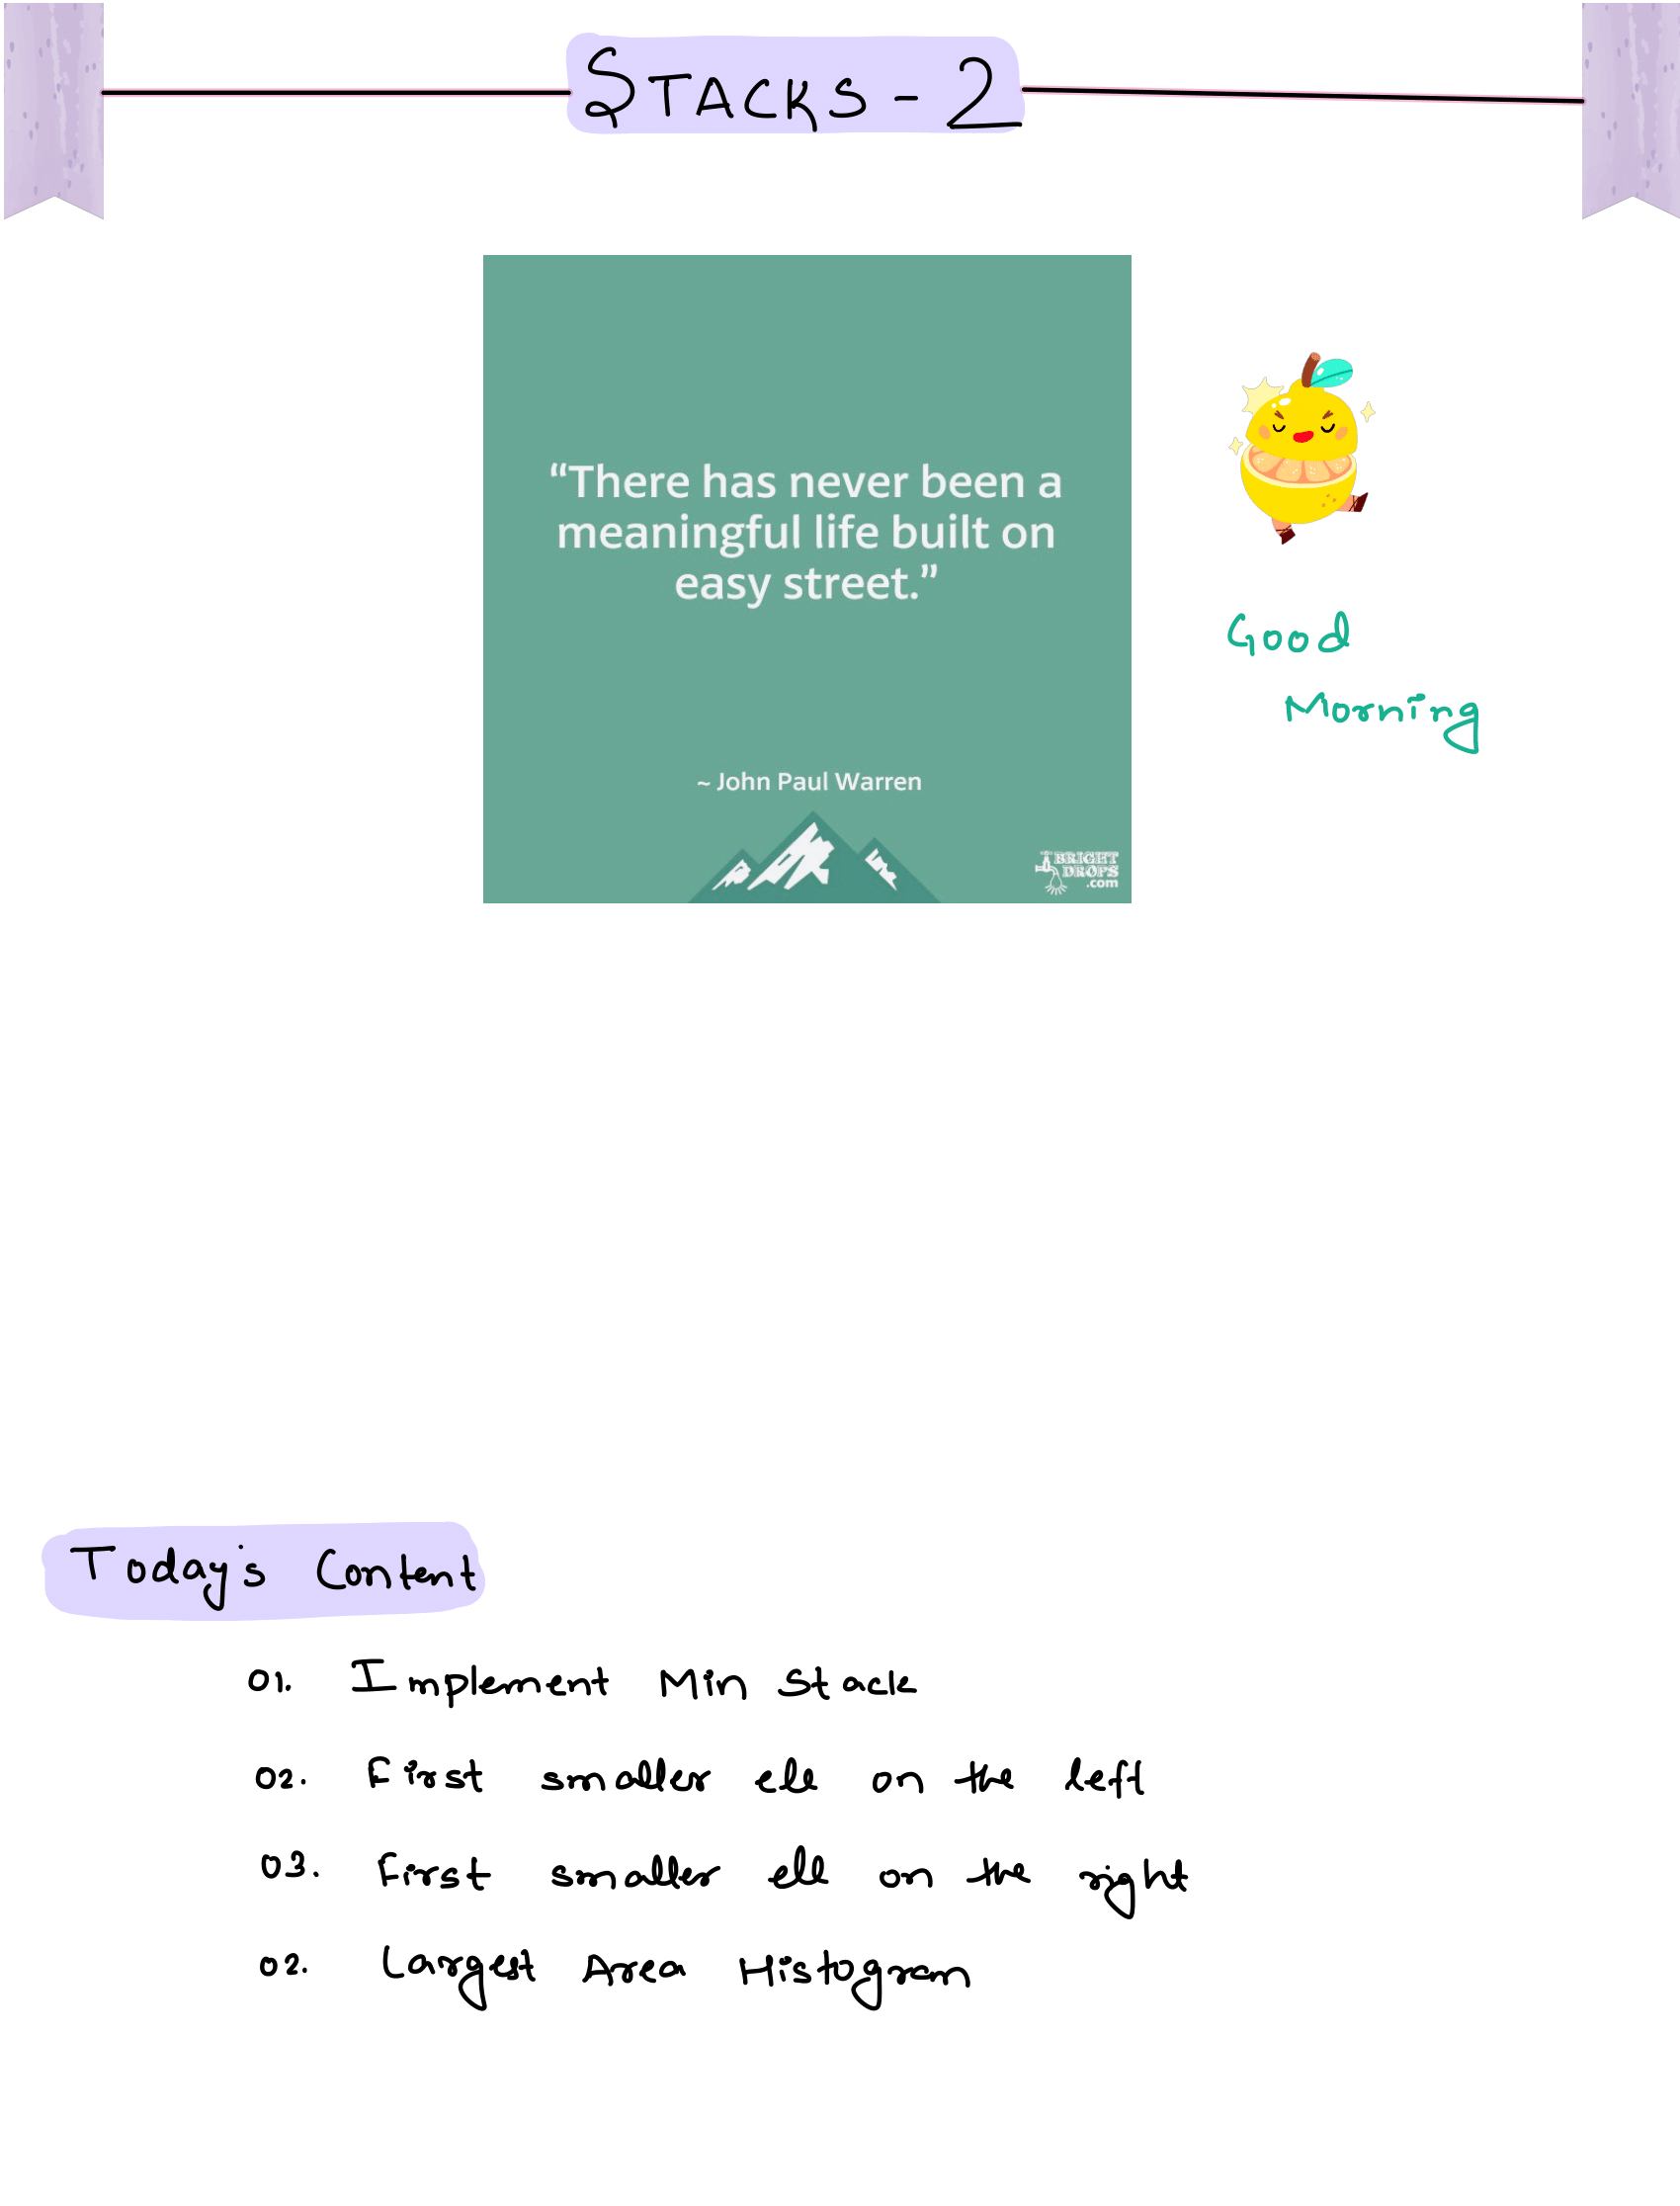 STACKS - 2
“There has never been a
meaningful life built on
easy street.”
~ John Paul Warren
BRIGHT
DROPS
.com
Good
Morning
Today's Content
01. Implement Min Stack
02. First smaller ele on the left
03. First smaller ele on the right
02. Largest Area Histogram